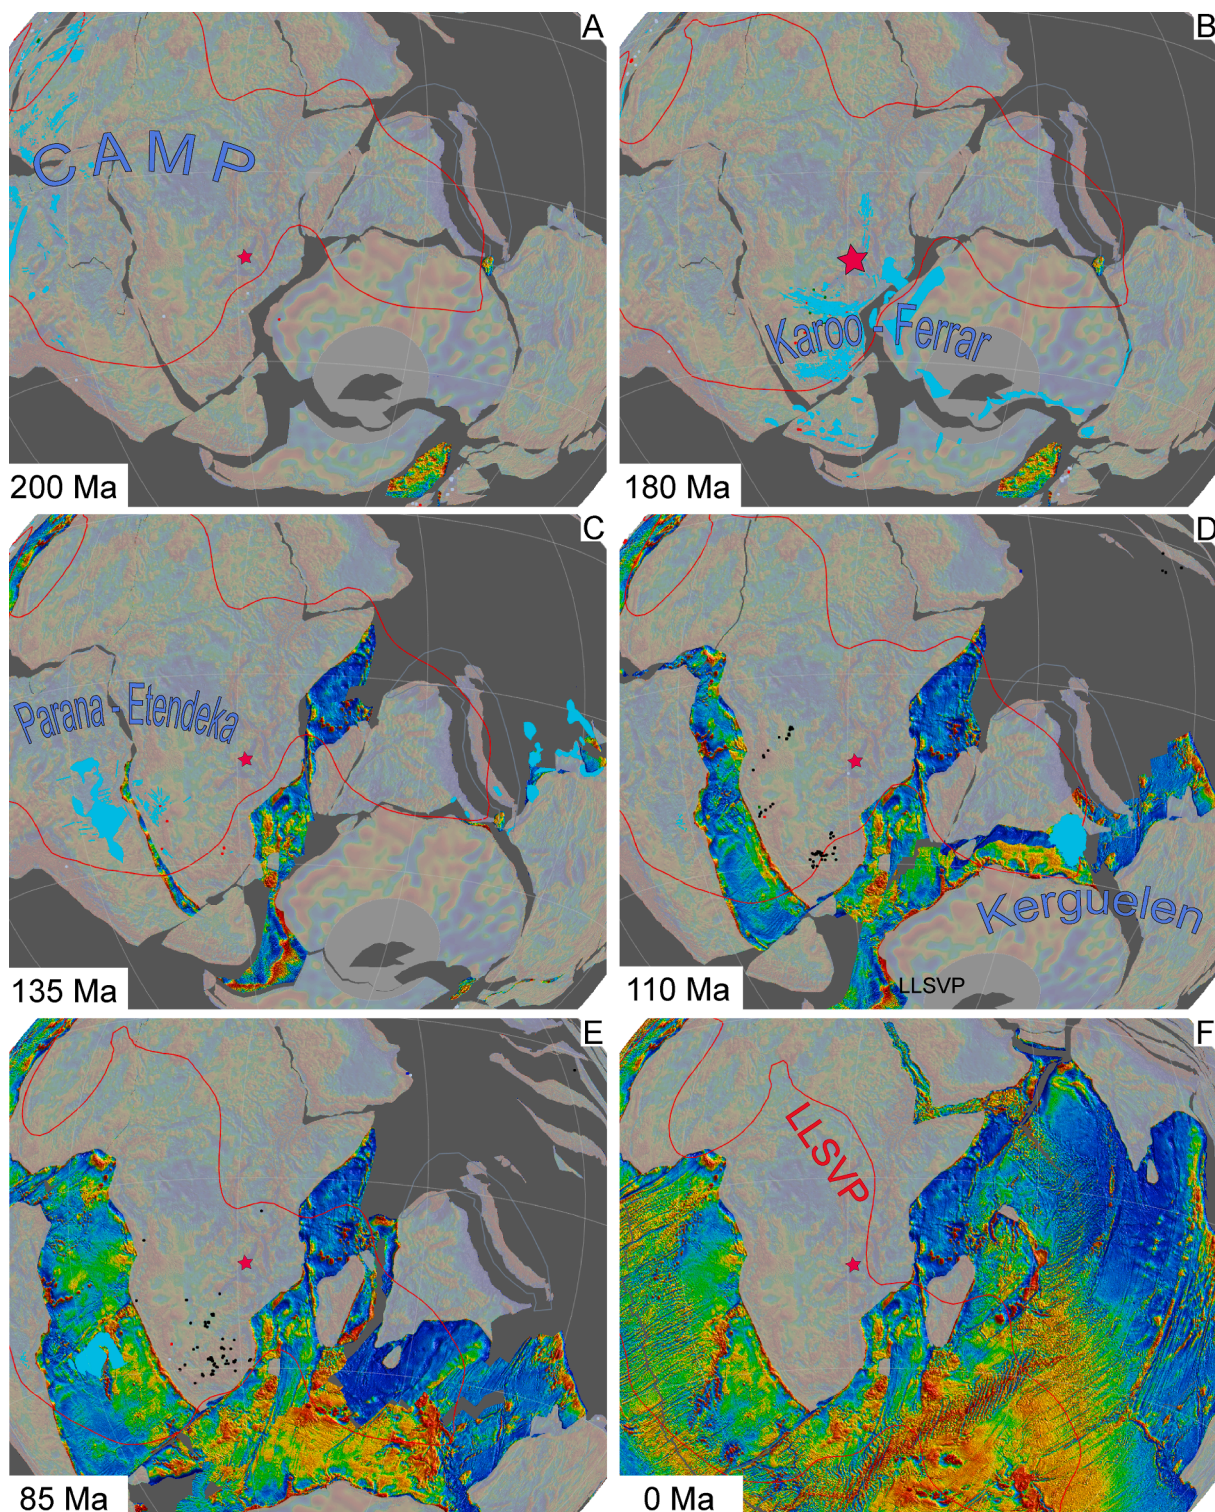 A
CAMP
200 Ma
B
Karoo - Ferrar
180 Ma
C
Parana - Etendeka
135 Ma
D
Kerguelen
LLSVP
110 Ma
E
85 Ma
F
LLSVP
0 Ma